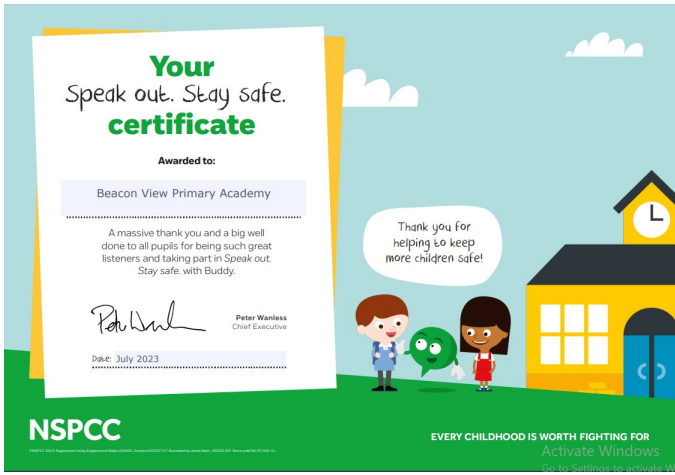 Your
Speak out. Stay safe.
certificate
Awarded to:
Beacon View Primary Academy
A massive thank you and a big well
done to all pupils for being such great
listeners and taking part in Speak out.
Stay safe. with Buddy.
Peter Wanless
Chief Executive
Date: July 2023
Thank you for
helping to keep
more children safe!
NSPCC
EVERY CHILDHOOD IS WORTH FIGHTING FOR
Activate Windows
Go to Settings to activate W